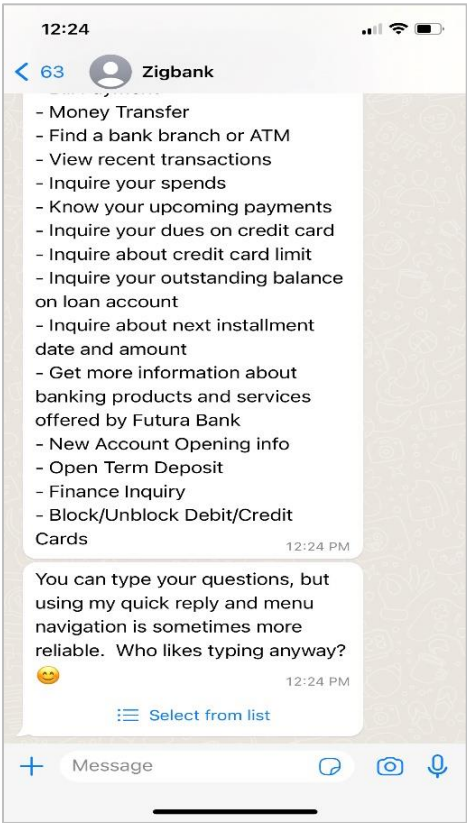 12:24
63 Zigbank
- Money Transfer
- Find a bank branch or ATM
- View recent transactions
- Inquire your spends
- Know your upcoming payments
- Inquire your dues on credit card
- Inquire about credit card limit
- Inquire your outstanding balance
on loan account
- Inquire about next installment
date and amount
- Get more information about
banking products and services
offered by Futura Bank
- New Account Opening info
- Open Term Deposit
- Finance Inquiry
- Block/Unblock Debit/Credit
Cards
12:24 PM
You can type your questions, but
using my quick reply and menu
navigation is sometimes more
reliable.  Who likes typing anyway?
😊
12:24 PM
Select from list
Message